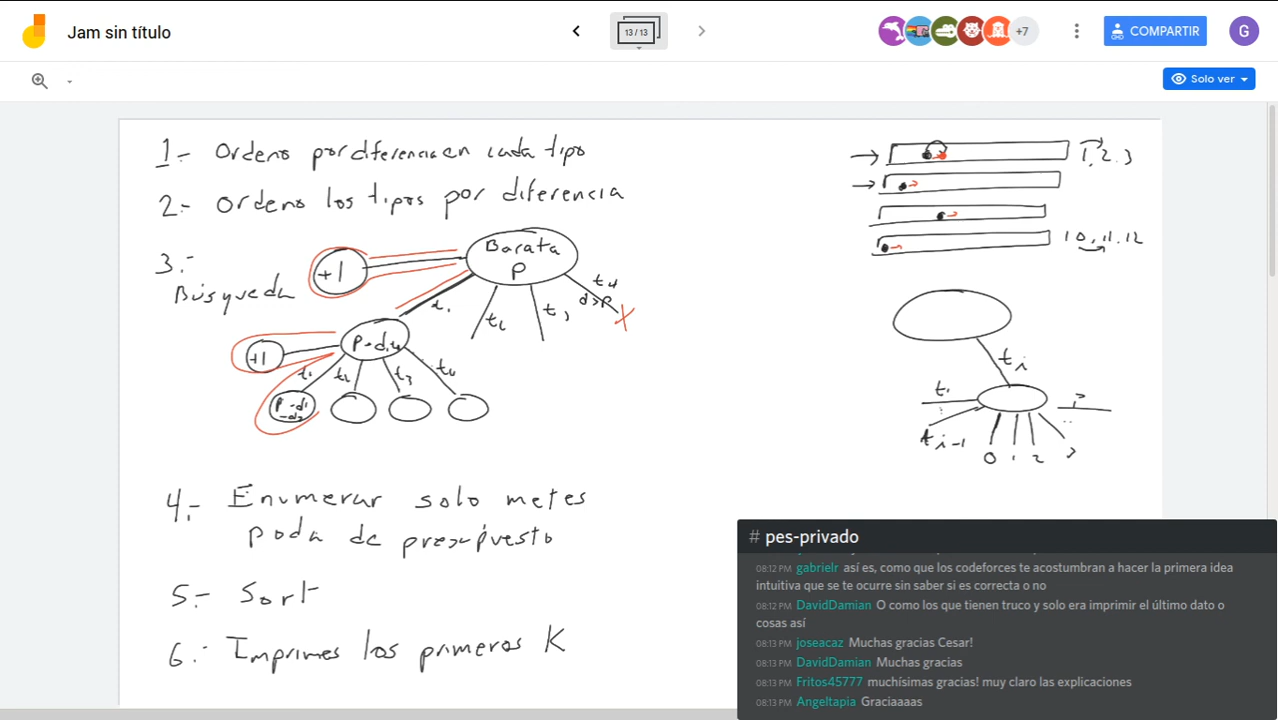 Jam sin título
13 / 13
+7
COMPARTIR
G
Solo ver
1.- Ordeno por diferencia en cada tipo
2.- Ordeno los tipos por diferencia
3.-
Búsqueda
+1
Barata
P
t4
d>P
X
t1
t2
t3
+1
P-d1
t1
t2
t3
t4
P-d1
-d2
4.- Enumerar solo metes
poda de presupuesto
5.- Sort
6.- Imprimes los primeros K
1, 2, 3
10, 11, 12
ti
t1
ti-1
0
1
2
3
# pes-privado
08:12 PM gabrielr así es, como que los codeforces te acostumbran a hacer la primera idea
intuitiva que se te ocurre sin saber si es correcta o no
08:12 PM DavidDamian O como los que tienen truco y solo era imprimir el último dato o
cosas así
08:13 PM joseacaz Muchas gracias Cesar!
08:13 PM DavidDamian Muchas gracias
08:13 PM Fritos45777 muchísimas gracias! muy claro las explicaciones
08:13 PM Angeltapia Graciaaaas